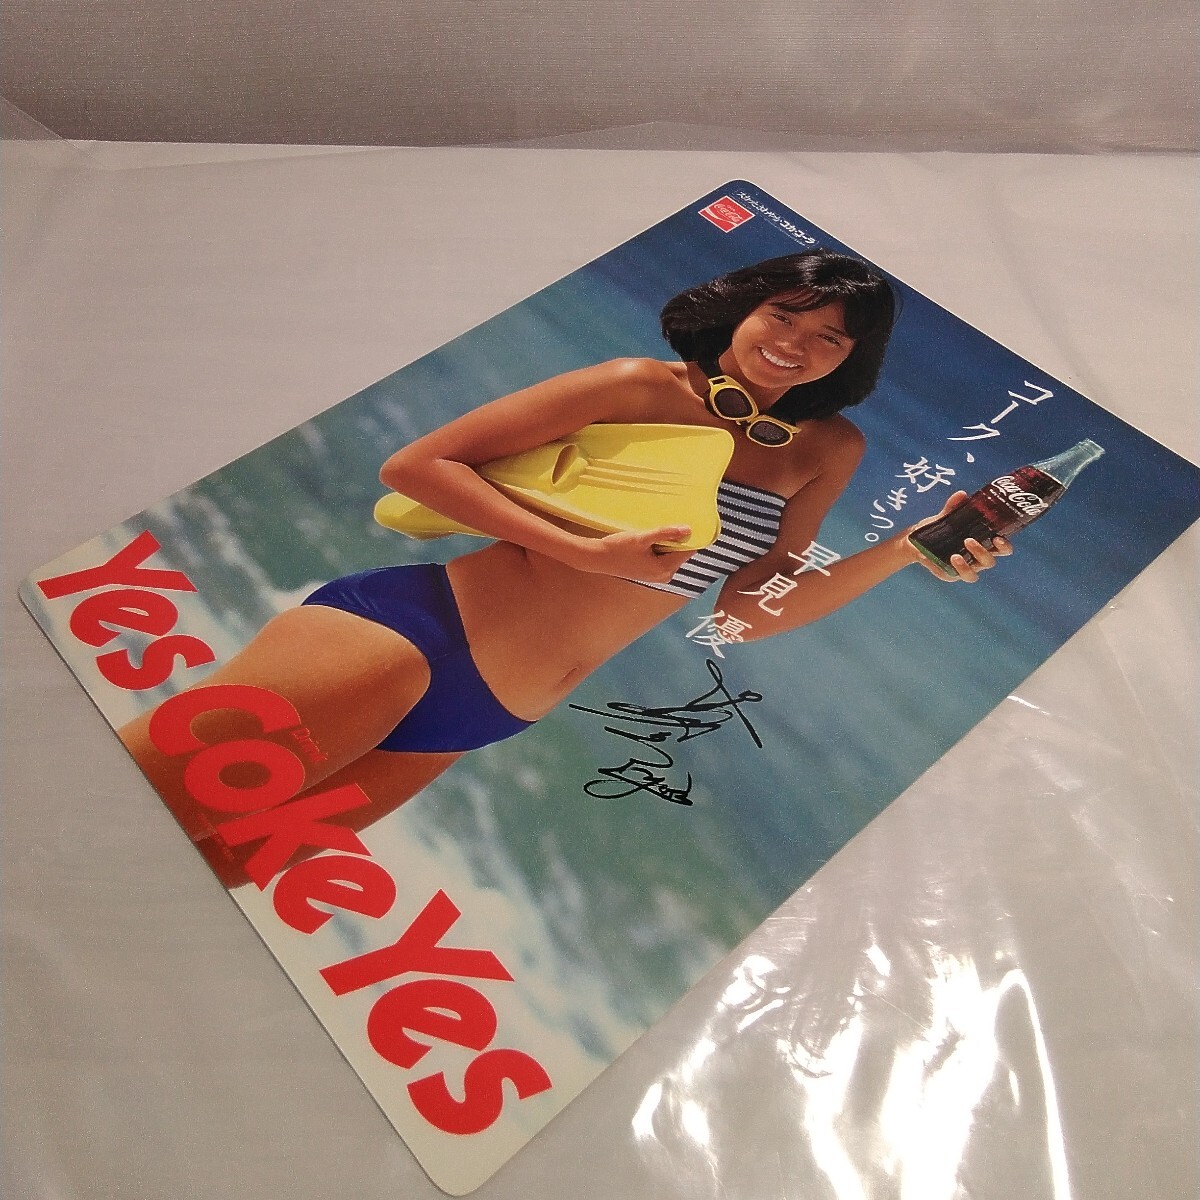 スカッとさわやか・コカ・コーラ
Coca-Cola
コーク、好きっ。
早見優
Coca-Cola
Drink
Yes Coke Yes